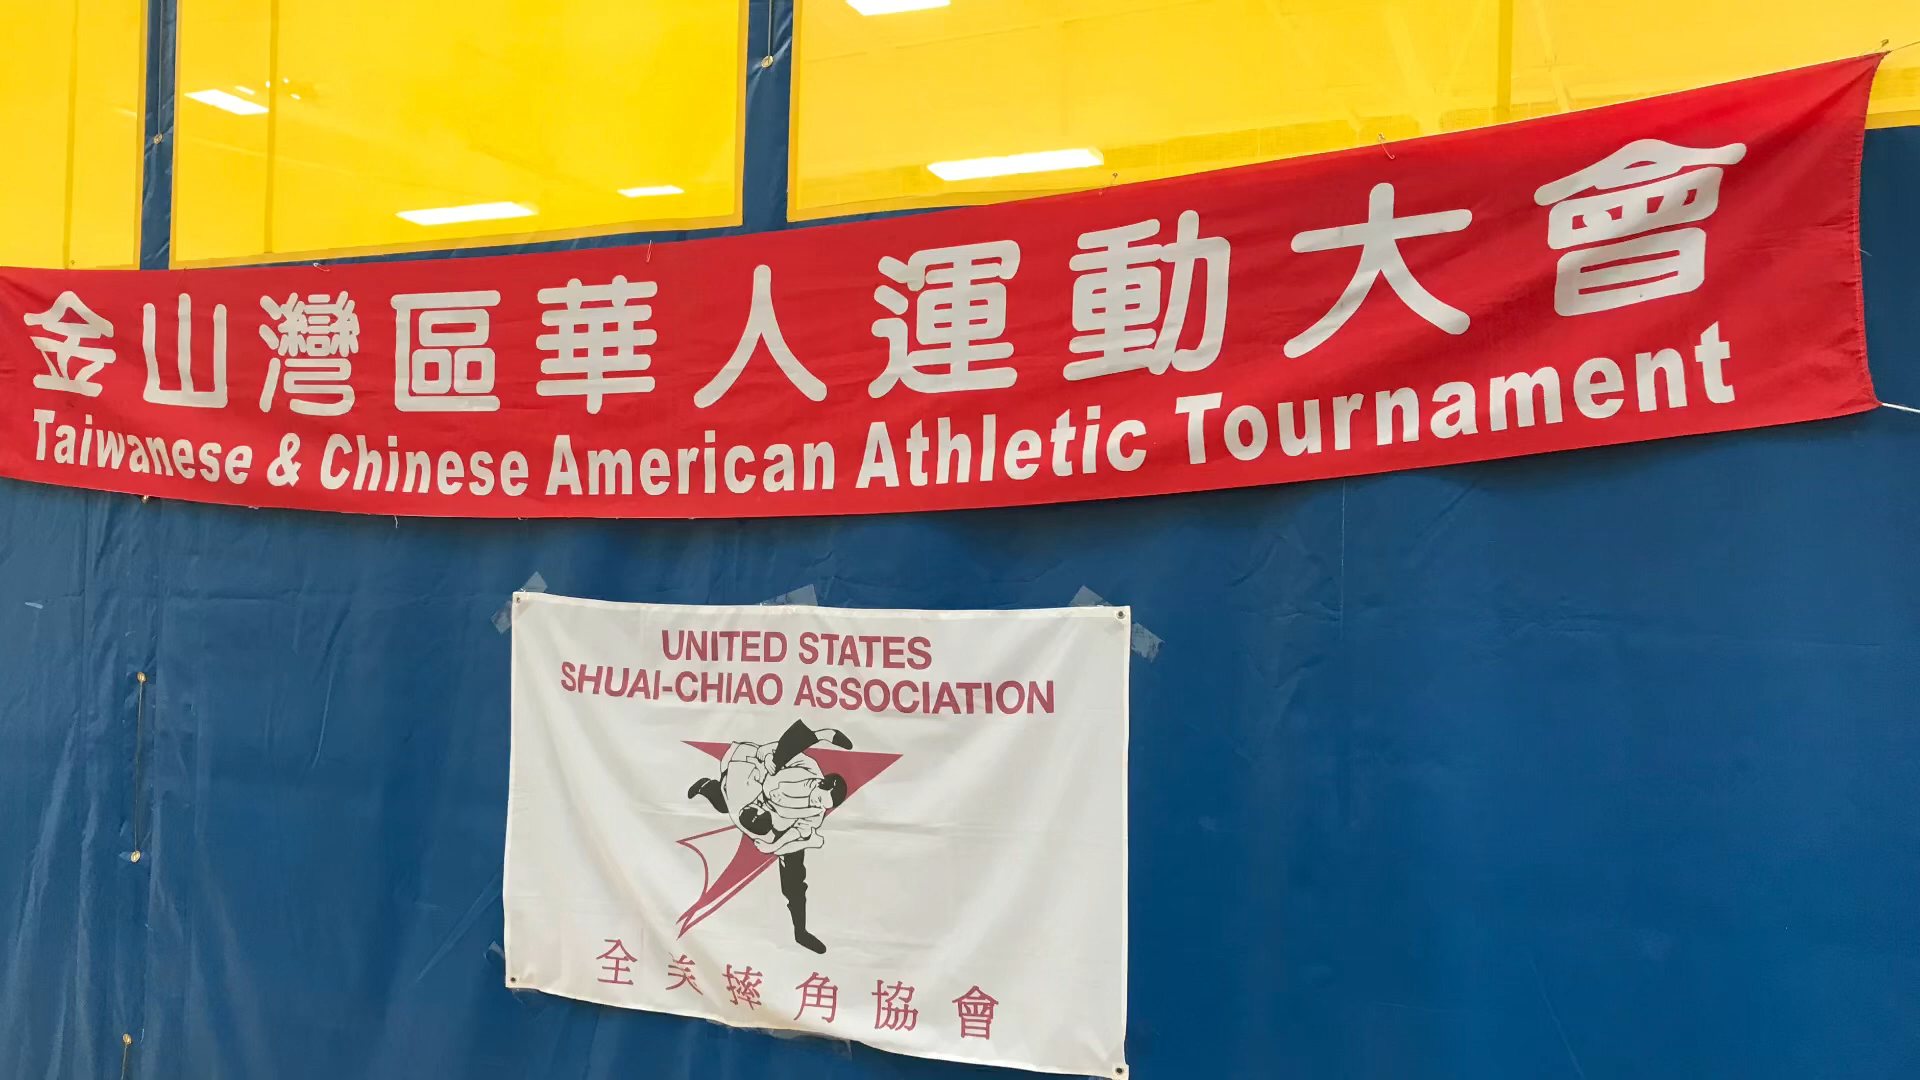 金山灣區華人運動大會
Taiwanese & Chinese American Athletic Tournament
UNITED STATES
SHUAI-CHIAO ASSOCIATION
全美摔角協會